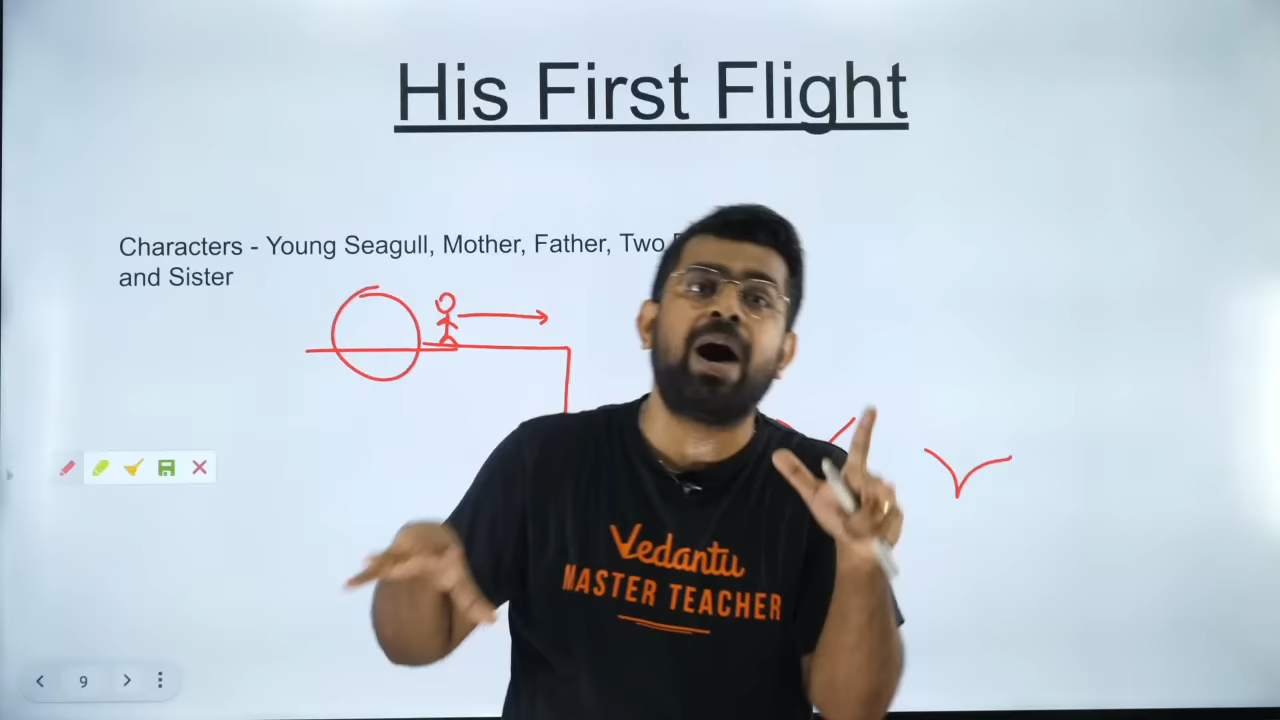 His First Flight
Characters - Young Seagull, Mother, Father, Two
and Sister
Vedantu
MASTER TEACHER
9